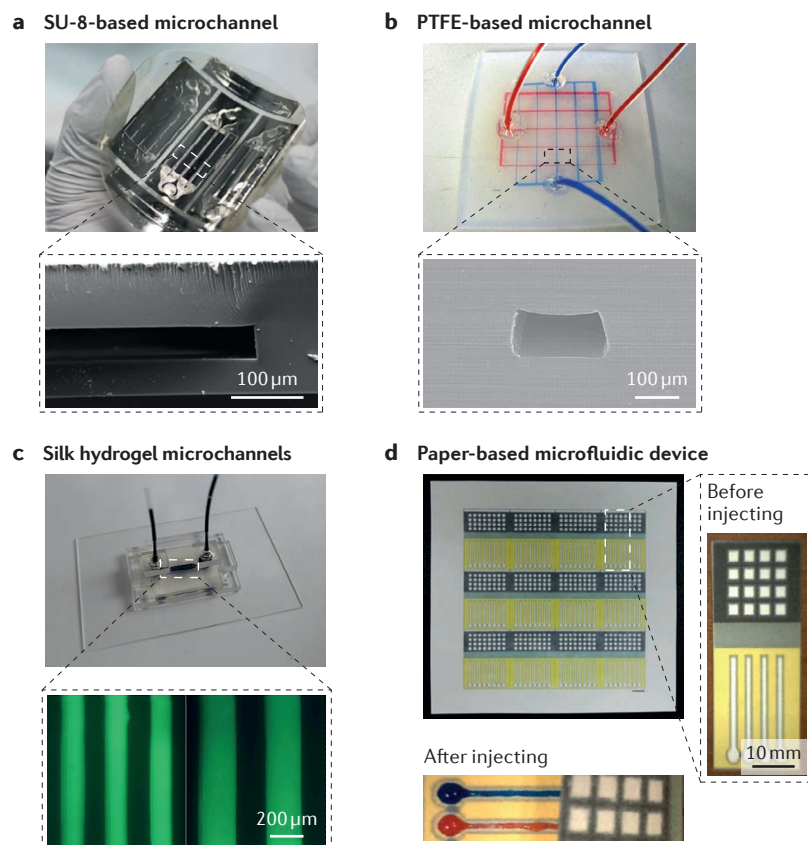 a SU-8-based microchannel
100 µm
b PTFE-based microchannel
100 µm
c Silk hydrogel microchannels
200 µm
d Paper-based microfluidic device
Before
injecting
10 mm
After injecting